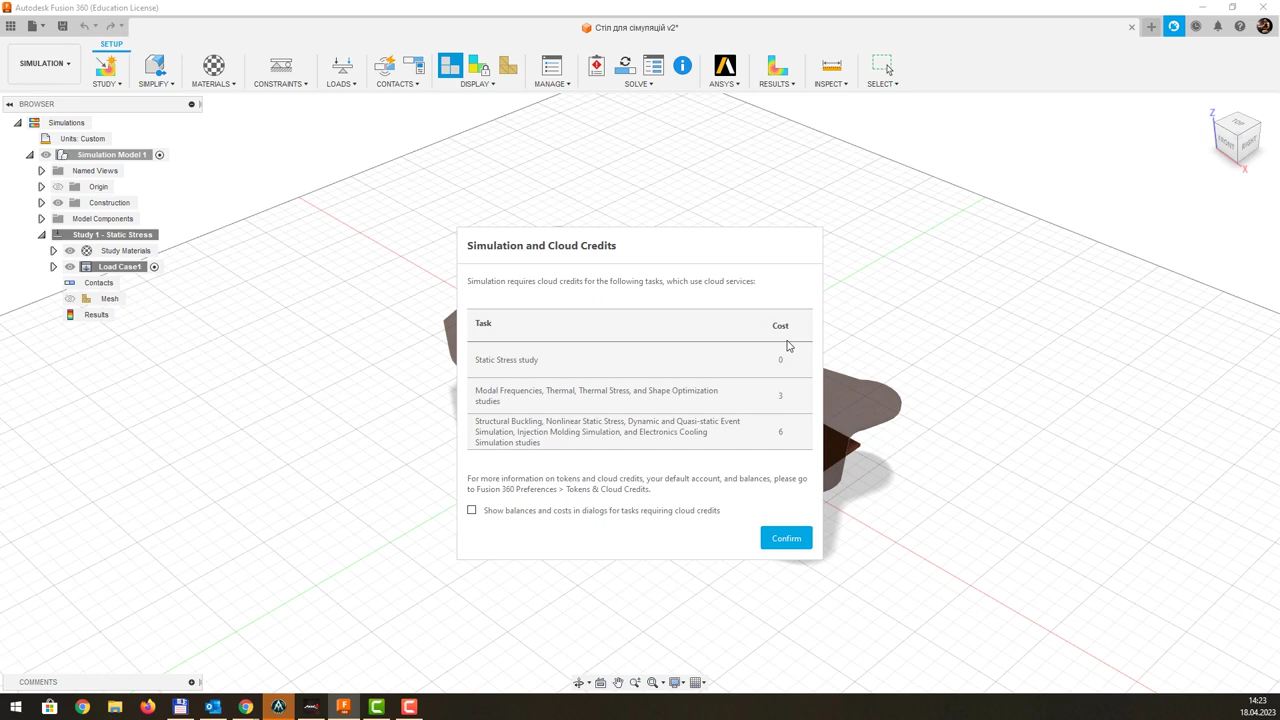 Autodesk Fusion 360 (Education License)
Стіл для сімуляцій v2*
SETUP
SIMULATION
STUDY
SIMPLIFY
MATERIALS
CONSTRAINTS
LOADS
CONTACTS
DISPLAY
MANAGE
SOLVE
ANSYS
RESULTS
INSPECT
SELECT
BROWSER
Simulations
Units: Custom
Simulation Model 1
Named Views
Origin
Construction
Model Components
Study 1 - Static Stress
Study Materials
Load Case1
Contacts
Mesh
Results
Z
TOP
FRONT
RIGHT
X
Simulation and Cloud Credits
Simulation requires cloud credits for the following tasks, which use cloud services:
Task Cost
Static Stress study 0
Modal Frequencies, Thermal, Thermal Stress, and Shape Optimization
studies 3
Structural Buckling, Nonlinear Static Stress, Dynamic and Quasi-static Event
Simulation, Injection Molding Simulation, and Electronics Cooling 6
Simulation studies
For more information on tokens and cloud credits, your default account, and balances, please go
to Fusion 360 Preferences > Tokens & Cloud Credits.
Show balances and costs in dialogs for tasks requiring cloud credits
Confirm
COMMENTS
14:23
18.04.2023